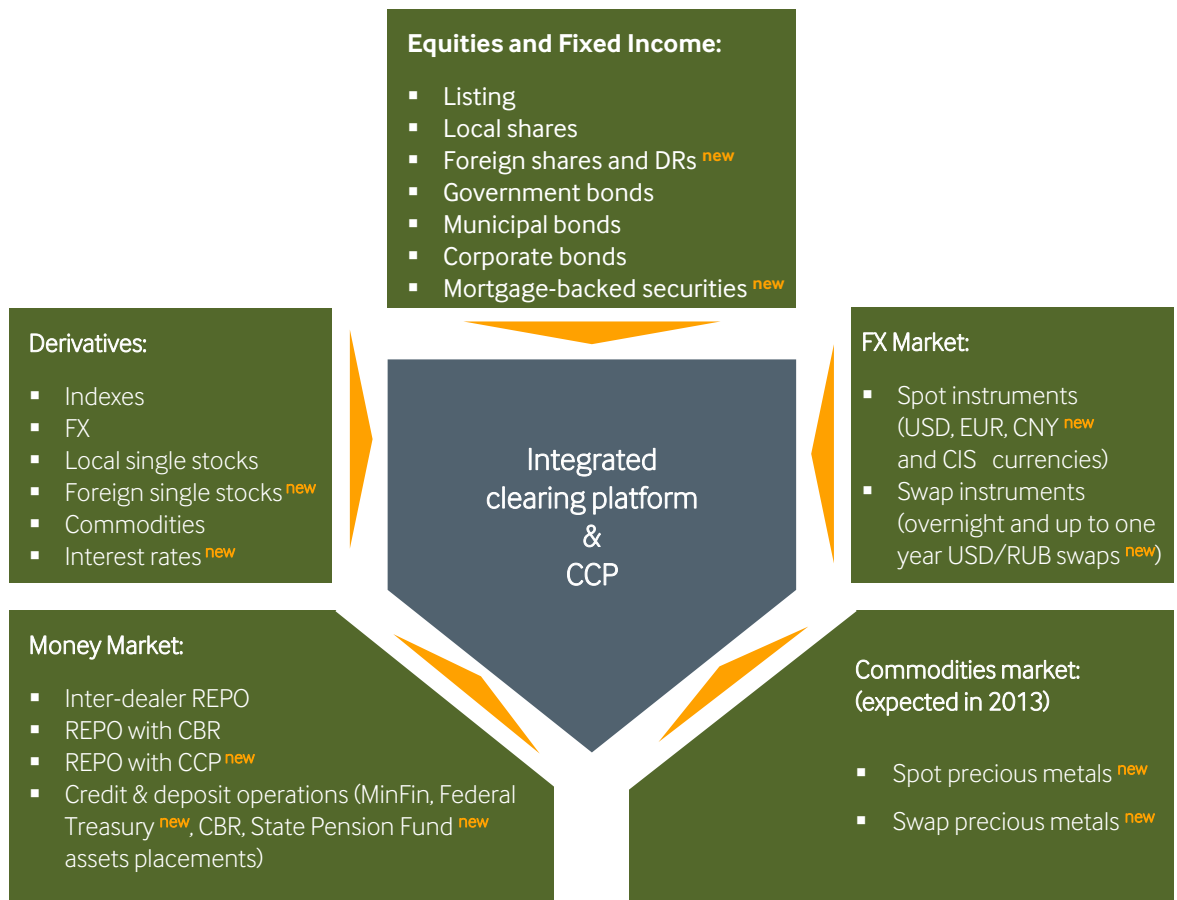 Equities and Fixed Income:
▪ Listing
▪ Local shares
▪ Foreign shares and DRs new
▪ Government bonds
▪ Municipal bonds
▪ Corporate bonds
▪ Mortgage-backed securities new
Derivatives:
▪ Indexes
▪ FX
▪ Local single stocks
▪ Foreign single stocks new
▪ Commodities
▪ Interest rates new
Integrated
clearing platform
&
CCP
FX Market:
▪ Spot instruments
(USD, EUR, CNY new
and CIS currencies)
▪ Swap instruments
(overnight and up to one
year USD/RUB swaps new)
Money Market:
▪ Inter-dealer REPO
▪ REPO with CBR
▪ REPO with CCP new
▪ Credit & deposit operations (MinFin, Federal
Treasury new, CBR, State Pension Fund new
assets placements)
Commodities market:
(expected in 2013)
▪ Spot precious metals new
▪ Swap precious metals new